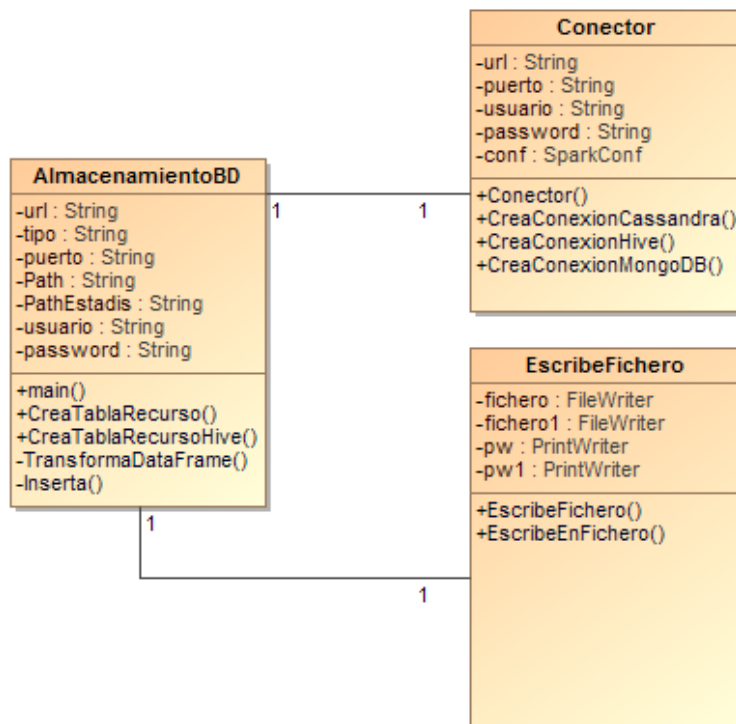 Conector
-url : String
-puerto : String
-usuario : String
-password : String
-conf : SparkConf
+Conector()
+CreaConexionCassandra()
+CreaConexionHive()
+CreaConexionMongoDB()
AlmacenamientoBD
-url : String
-tipo : String
-puerto : String
-Path : String
-PathEstadis : String
-usuario : String
-password : String
+main()
+CreaTablaRecurso()
+CreaTablaRecursoHive()
-TransformaDataFrame()
-Inserta()
1
1
EscribeFichero
-fichero : FileWriter
-fichero1 : FileWriter
-pw : PrintWriter
-pw1 : PrintWriter
+EscribeFichero()
+EscribeEnFichero()
1
1